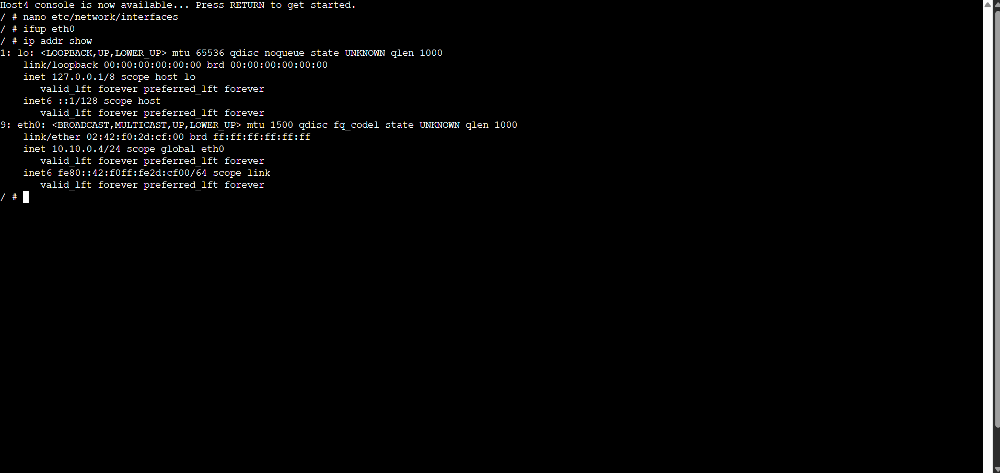 Host4 console is now available... Press RETURN to get started.
/ # nano etc/network/interfaces
/ # ifup eth0
/ # ip addr show
1: lo: <LOOPBACK,UP,LOWER_UP> mtu 65536 qdisc noqueue state UNKNOWN qlen 1000
    link/loopback 00:00:00:00:00:00 brd 00:00:00:00:00:00
    inet 127.0.0.1/8 scope host lo
       valid_lft forever preferred_lft forever
    inet6 ::1/128 scope host
       valid_lft forever preferred_lft forever
9: eth0: <BROADCAST,MULTICAST,UP,LOWER_UP> mtu 1500 qdisc fq_codel state UNKNOWN qlen 1000
    link/ether 02:42:f0:2d:cf:00 brd ff:ff:ff:ff:ff:ff
    inet 10.10.0.4/24 scope global eth0
       valid_lft forever preferred_lft forever
    inet6 fe80::42:f0ff:fe2d:cf00/64 scope link
       valid_lft forever preferred_lft forever
/ #